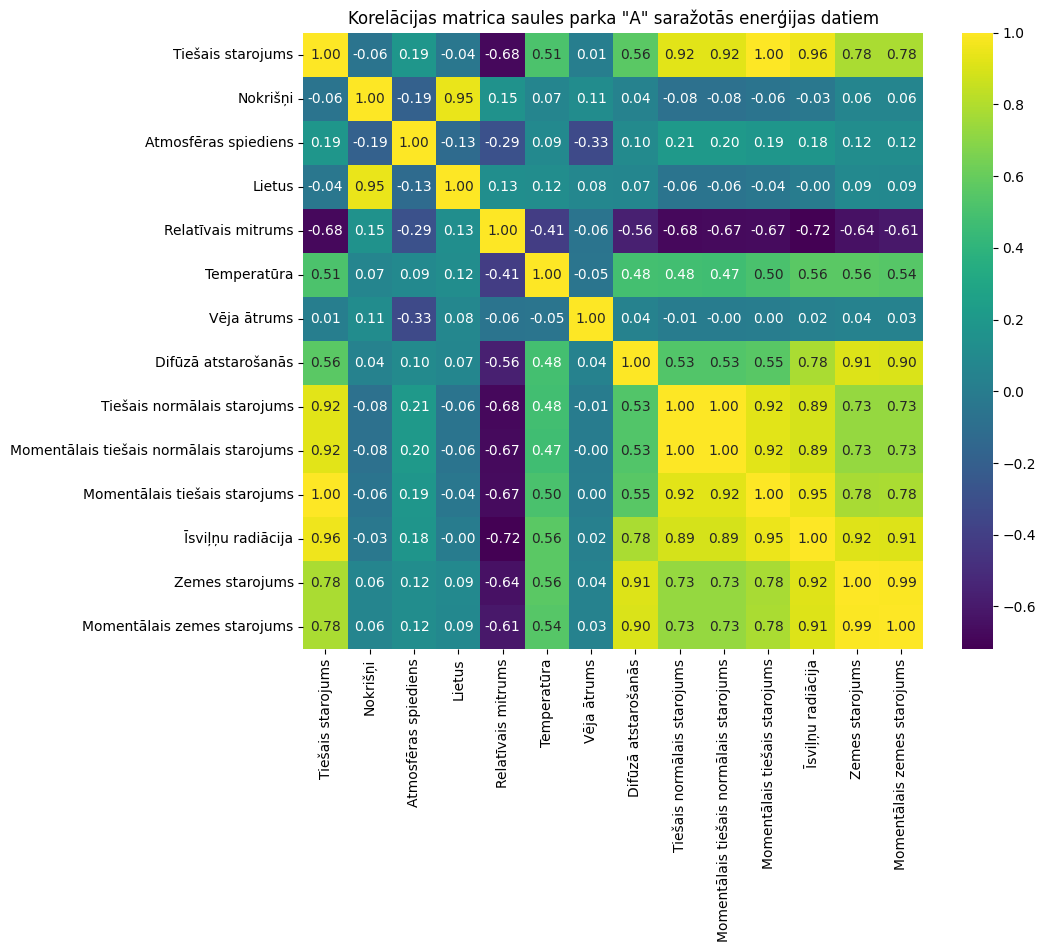 Korelācijas matrica saules parka "A" saražotās enerģijas datiem
Tiešais starojums 1.00 -0.06 0.19 -0.04 -0.68 0.51 0.01 0.56 0.92 0.92 1.00 0.96 0.78 0.78
Nokrišņi -0.06 1.00 -0.19 0.95 0.15 0.07 0.11 0.04 -0.08 -0.08 -0.06 -0.03 0.06 0.06
Atmosfēras spiediens 0.19 -0.19 1.00 -0.13 -0.29 0.09 -0.33 0.10 0.21 0.20 0.19 0.18 0.12 0.12
Lietus -0.04 0.95 -0.13 1.00 0.13 0.12 0.08 0.07 -0.06 -0.06 -0.04 -0.00 0.09 0.09
Relatīvais mitrums -0.68 0.15 -0.29 0.13 1.00 -0.41 -0.06 -0.56 -0.68 -0.67 -0.67 -0.72 -0.64 -0.61
Temperatūra 0.51 0.07 0.09 0.12 -0.41 1.00 -0.05 0.48 0.48 0.47 0.50 0.56 0.56 0.54
Vēja ātrums 0.01 0.11 -0.33 0.08 -0.06 -0.05 1.00 0.04 -0.01 -0.00 0.00 0.02 0.04 0.03
Difūzā atstarošanās 0.56 0.04 0.10 0.07 -0.56 0.48 0.04 1.00 0.53 0.53 0.55 0.78 0.91 0.90
Tiešais normālais starojums 0.92 -0.08 0.21 -0.06 -0.68 0.48 -0.01 0.53 1.00 1.00 0.92 0.89 0.73 0.73
Momentālais tiešais normālais starojums 0.92 -0.08 0.20 -0.06 -0.67 0.47 -0.00 0.53 1.00 1.00 0.92 0.89 0.73 0.73
Momentālais tiešais starojums 1.00 -0.06 0.19 -0.04 -0.67 0.50 0.00 0.55 0.92 0.92 1.00 0.95 0.78 0.78
Īsviļņu radiācija 0.96 -0.03 0.18 -0.00 -0.72 0.56 0.02 0.78 0.89 0.89 0.95 1.00 0.92 0.91
Zemes starojums 0.78 0.06 0.12 0.09 -0.64 0.56 0.04 0.91 0.73 0.73 0.78 0.92 1.00 0.99
Momentālais zemes starojums 0.78 0.06 0.12 0.09 -0.61 0.54 0.03 0.90 0.73 0.73 0.78 0.91 0.99 1.00
Tiešais starojums
Nokrišņi
Atmosfēras spiediens
Lietus
Relatīvais mitrums
Temperatūra
Vēja ātrums
Difūzā atstarošanās
Tiešais normālais starojums
Momentālais tiešais normālais starojums
Momentālais tiešais starojums
Īsviļņu radiācija
Zemes starojums
Momentālais zemes starojums
1.0
0.8
0.6
0.4
0.2
0.0
−0.2
−0.4
−0.6